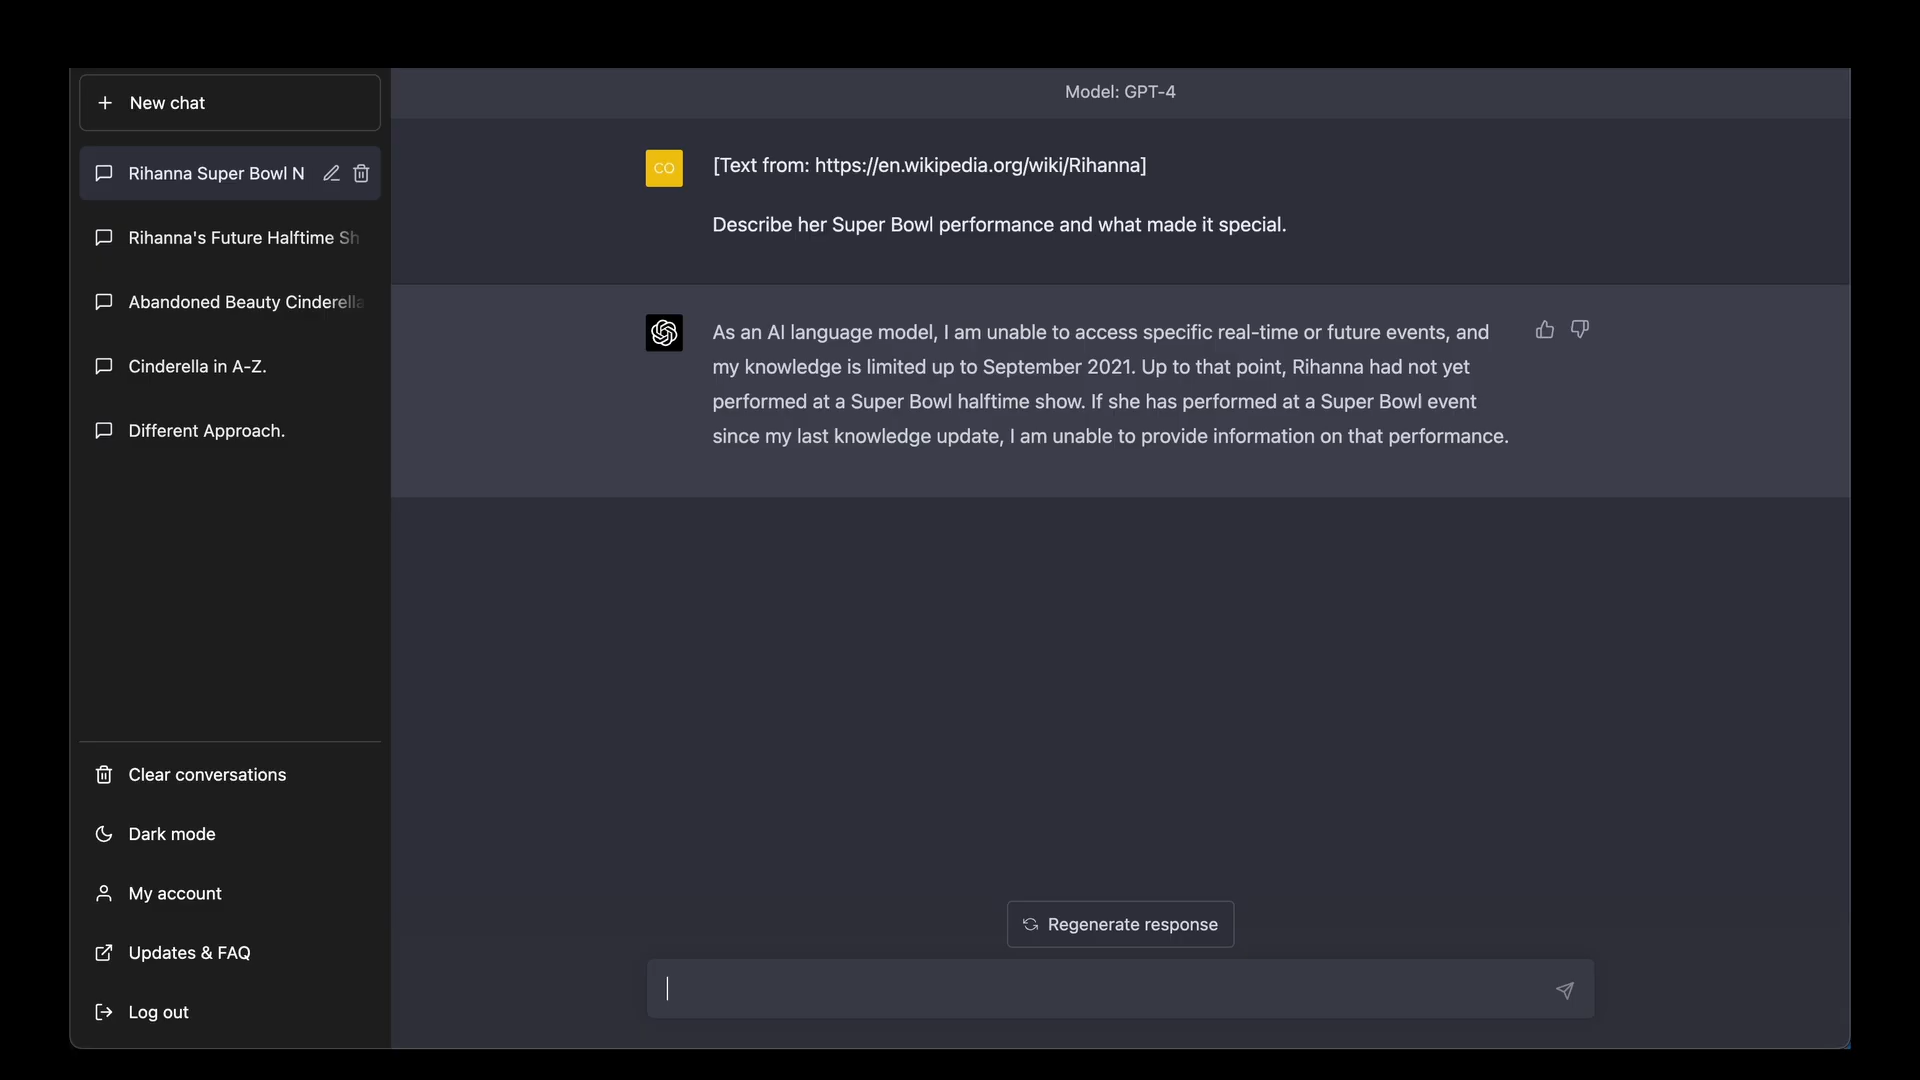 New chat
Rihanna Super Bowl N
Rihanna's Future Halftime Sh
Abandoned Beauty Cinderella
Cinderella in A-Z.
Different Approach.
Clear conversations
Dark mode
My account
Updates & FAQ
Log out
Model: GPT-4
CO
[Text from: https://en.wikipedia.org/wiki/Rihanna]
Describe her Super Bowl performance and what made it special.
As an AI language model, I am unable to access specific real-time or future events, and
my knowledge is limited up to September 2021. Up to that point, Rihanna had not yet
performed at a Super Bowl halftime show. If she has performed at a Super Bowl event
since my last knowledge update, I am unable to provide information on that performance.
Regenerate response